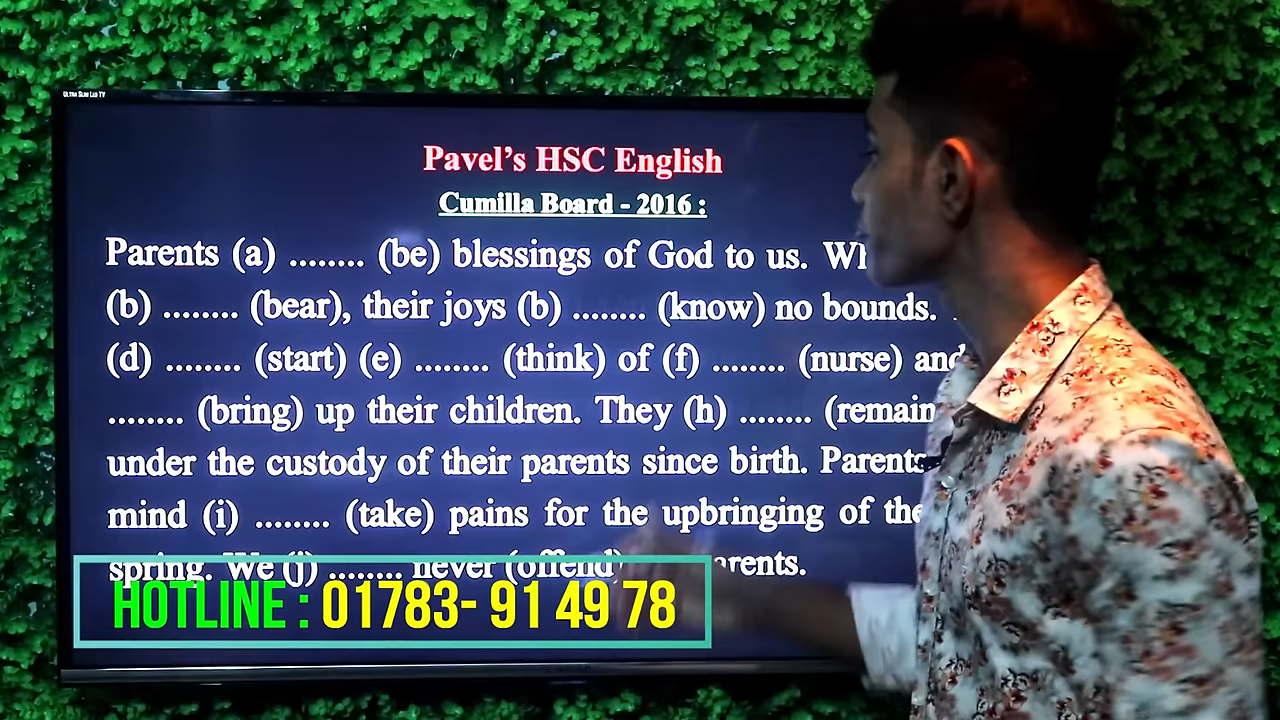 ULTRA SLIM LED TV
Pavel's HSC English
Cumilla Board - 2016 :
Parents (a) ........ (be) blessings of God to us.
(b) ........ (bear), their joys (b) ........ (know) no bounds.
(d) ........ (start) (e) ........ (think) of (f) ........ (nurse) and
........ (bring) up their children. They (h) ........ (remain
under the custody of their parents since birth. Parents
mind (i) ........ (take) pains for the upbringing of
spring. We (j) ........ never (offend)
HOTLINE : 01783- 91 49 78